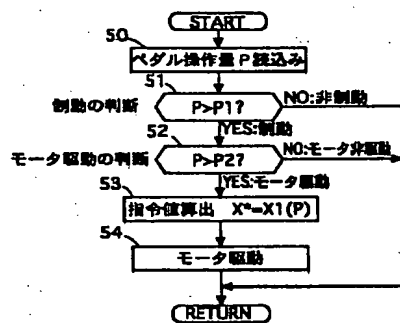 START
50
ペダル操作量P読込み
51
制動の判断
P>P1?
NO:非制動
YES:制動
52
モータ駆動の判断
P>P2?
NO:モータ非駆動
YES:モータ駆動
53
指令値算出 X*=X1(P)
54
モータ駆動
RETURN